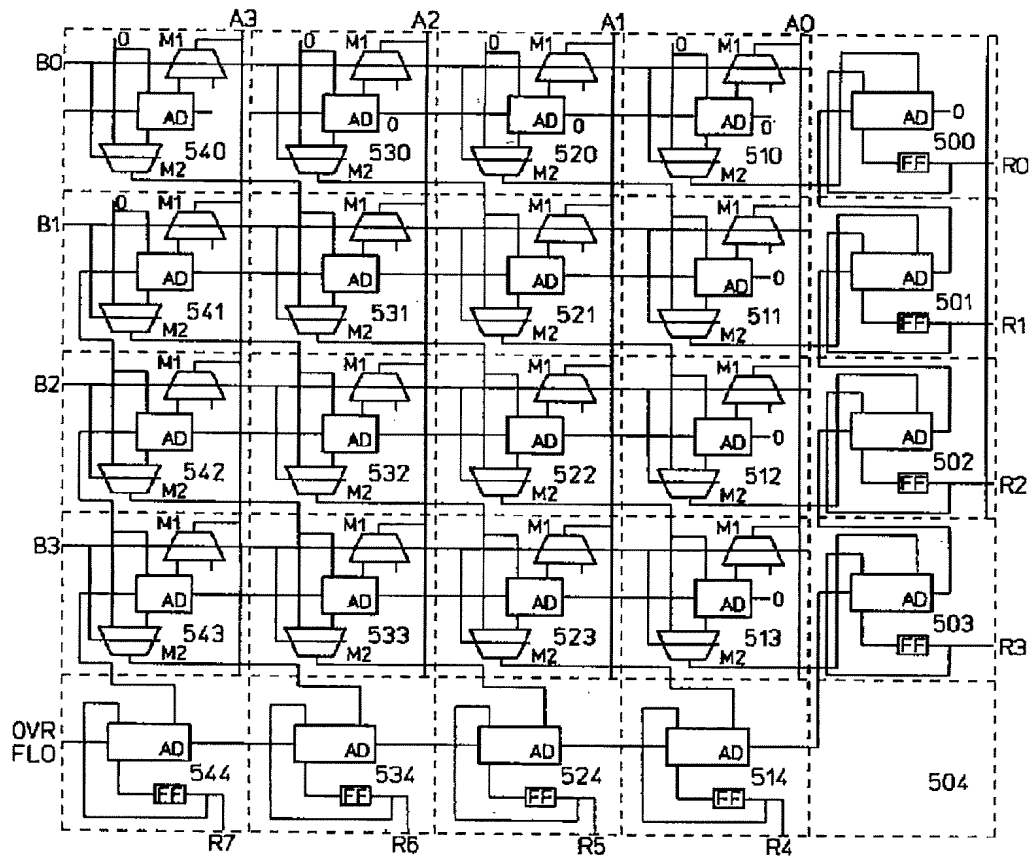 A3 A2 A1 A0
0 M1 0 M1 0 M1 0 M1
B0
AD AD 0 AD 0 AD 0 AD 0
540 530 520 510 500
M2 M2 M2 M2 FF R0
0 M1 M1 M1 M1
B1
AD AD AD AD 0 AD
541 531 521 511 501
M2 M2 M2 M2 FF R1
M1 M1 M1 M1
B2
AD AD AD AD 0 AD
542 532 522 512 502
M2 M2 M2 M2 FF R2
M1 M1 M1 M1
B3
AD AD AD AD 0 AD
543 533 523 513 503
M2 M2 M2 M2 FF R3
OVR
FLO
AD AD AD AD
544 534 524 514 504
FF FF FF FF
R7 R6 R5 R4